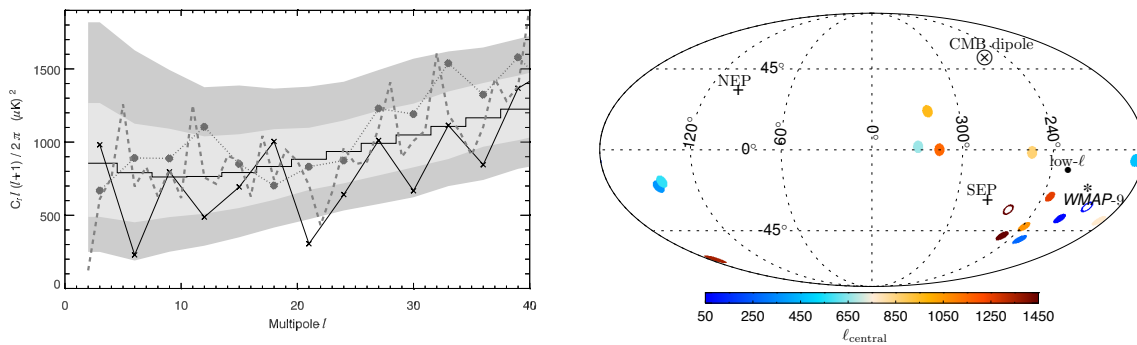 C_l l (l+1) / 2 π (μK)²
1500
1000
500
0
0 10 20 30 40
Multipole l
CMB dipole
NEP
45°
120°
60°
0
300°
240°
0°
low-ℓ
SEP
WMAP-9
-45°
50 250 450 650 850 1050 1250 1450
ℓcentral